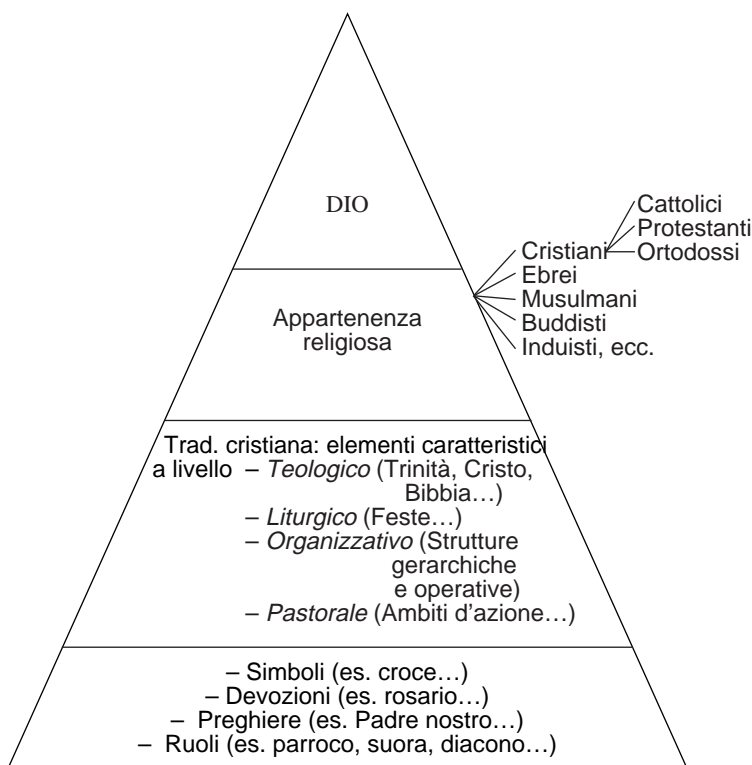 DIO
Cattolici
Protestanti
Ortodossi
Cristiani
Ebrei
Musulmani
Buddisti
Induisti, ecc.
Appartenenza
religiosa
Trad. cristiana: elementi caratteristici
a livello – Teologico (Trinità, Cristo,
Bibbia…)
– Liturgico (Feste…)
– Organizzativo (Strutture
gerarchiche
e operative)
– Pastorale (Ambiti d'azione…)
– Simboli (es. croce…)
– Devozioni (es. rosario…)
– Preghiere (es. Padre nostro…)
– Ruoli (es. parroco, suora, diacono…)